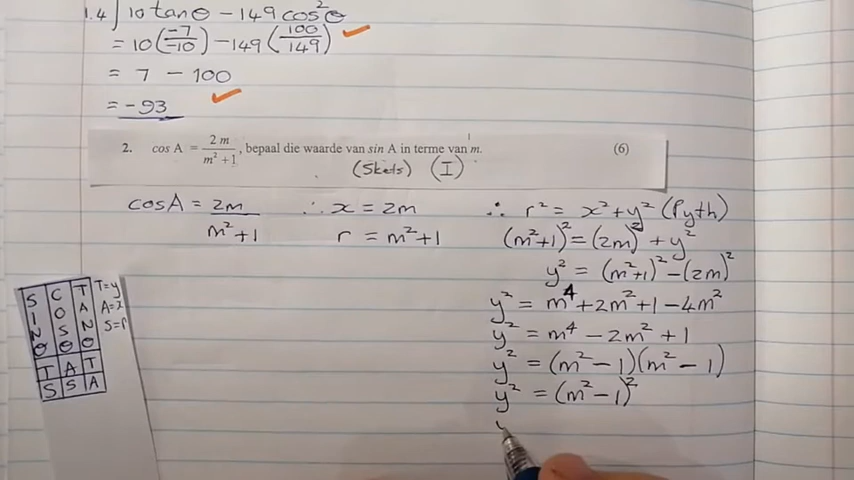 1.4 ∫ 10 tanθ - 149 cos²θ
= 10(-7/-10) - 149(100/149)
= 7 - 100
= -93
2. cos A = 2 m / m² + 1, bepaal die waarde van sin A in terme van m. (6)
(Skets) (I)
cosA = 2m / m²+1 ∴ x = 2m ∴ r² = x² + y² (Pyth)
r = m²+1 (m²+1)² = (2m)² + y²
y² = (m²+1)² - (2m)²
y² = m⁴ + 2m² + 1 - 4m²
y² = m⁴ - 2m² + 1
y² = (m² - 1)(m² - 1)
y² = (m² - 1)²
S C T T=y
I O A A=x
N S N S=r
θ θ θ
T A T
S S A